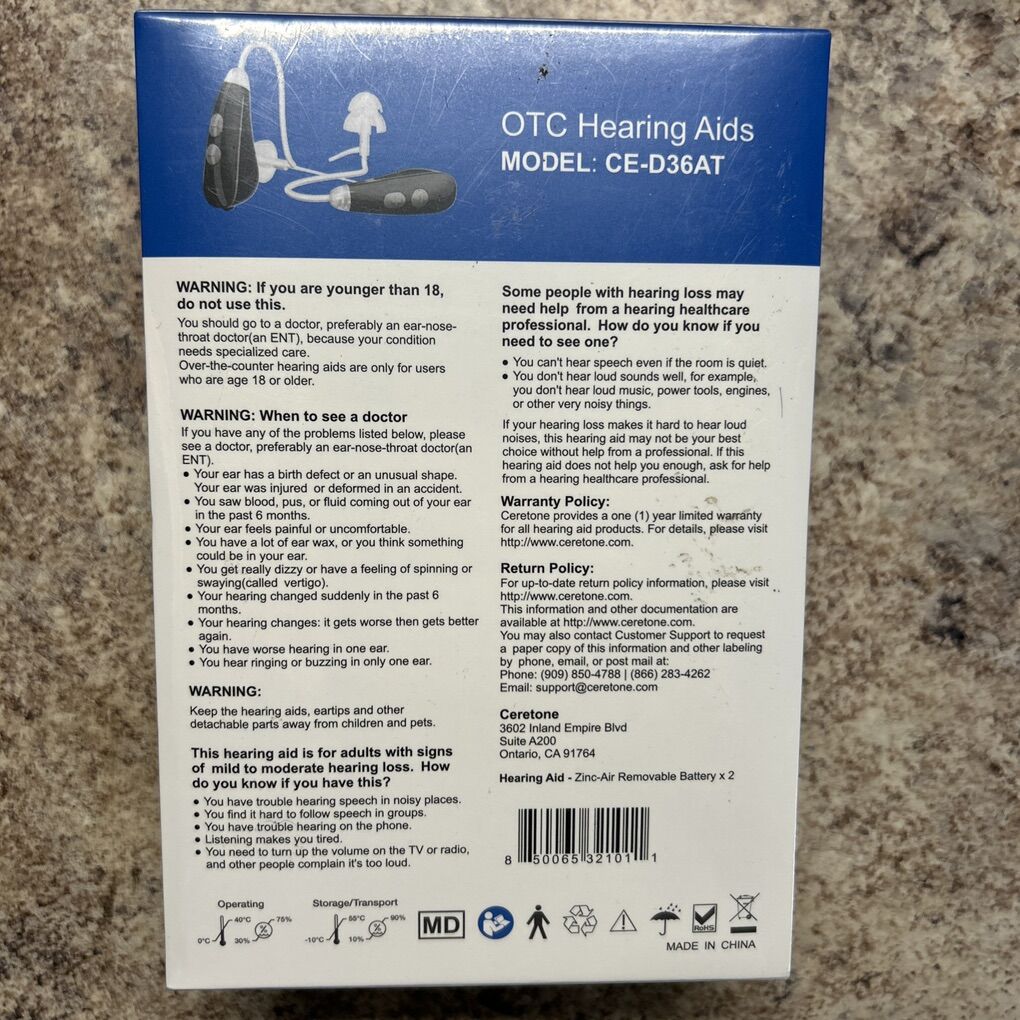 OTC Hearing Aids
MODEL: CE-D36AT
WARNING: If you are younger than 18,
do not use this.
You should go to a doctor, preferably an ear-nose-
throat doctor(an ENT), because your condition
needs specialized care.
Over-the-counter hearing aids are only for users
who are age 18 or older.
WARNING: When to see a doctor
If you have any of the problems listed below, please
see a doctor, preferably an ear-nose-throat doctor(an
ENT).
• Your ear has a birth defect or an unusual shape.
Your ear was injured or deformed in an accident.
• You saw blood, pus, or fluid coming out of your ear
in the past 6 months.
• Your ear feels painful or uncomfortable.
• You have a lot of ear wax, or you think something
could be in your ear.
• You get really dizzy or have a feeling of spinning or
swaying(called vertigo).
• Your hearing changed suddenly in the past 6
months.
• Your hearing changes: it gets worse then gets better
again.
• You have worse hearing in one ear.
• You hear ringing or buzzing in only one ear.
WARNING:
Keep the hearing aids, eartips and other
detachable parts away from children and pets.
This hearing aid is for adults with signs
of mild to moderate hearing loss. How
do you know if you have this?
• You have trouble hearing speech in noisy places.
• You find it hard to follow speech in groups.
• You have trouble hearing on the phone.
• Listening makes you tired.
• You need to turn up the volume on the TV or radio,
and other people complain it's too loud.
Some people with hearing loss may
need help from a hearing healthcare
professional. How do you know if you
need to see one?
• You can't hear speech even if the room is quiet.
• You don't hear loud sounds well, for example,
you don't hear loud music, power tools, engines,
or other very noisy things.
If your hearing loss makes it hard to hear loud
noises, this hearing aid may not be your best
choice without help from a professional. If this
hearing aid does not help you enough, ask for help
from a hearing healthcare professional.
Warranty Policy:
Ceretone provides a one (1) year limited warranty
for all hearing aid products. For details, please visit
http://www.ceretone.com.
Return Policy:
For up-to-date return policy information, please visit
http://www.ceretone.com.
This information and other documentation are
available at http://www.ceretone.com.
You may also contact Customer Support to request
a paper copy of this information and other labeling
by phone, email, or post mail at:
Phone: (909) 850-4788 | (866) 283-4262
Email: support@ceretone.com
Ceretone
3602 Inland Empire Blvd
Suite A200
Ontario, CA 91764
Hearing Aid - Zinc-Air Removable Battery x 2
8 50065 32101 1
Operating
0°C 40°C 30% 75%
Storage/Transport
-10°C 55°C 10% 90%
MD
RoHS
MADE IN CHINA